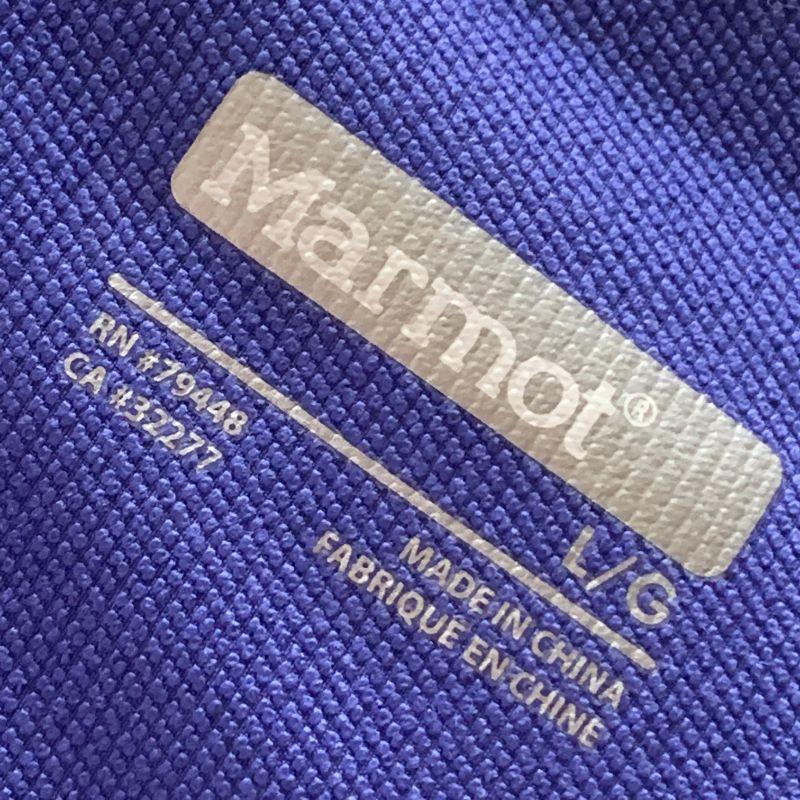 Marmot®
L/G
RN #79448
CA #32277
MADE IN CHINA
FABRIQUÉ EN CHINE